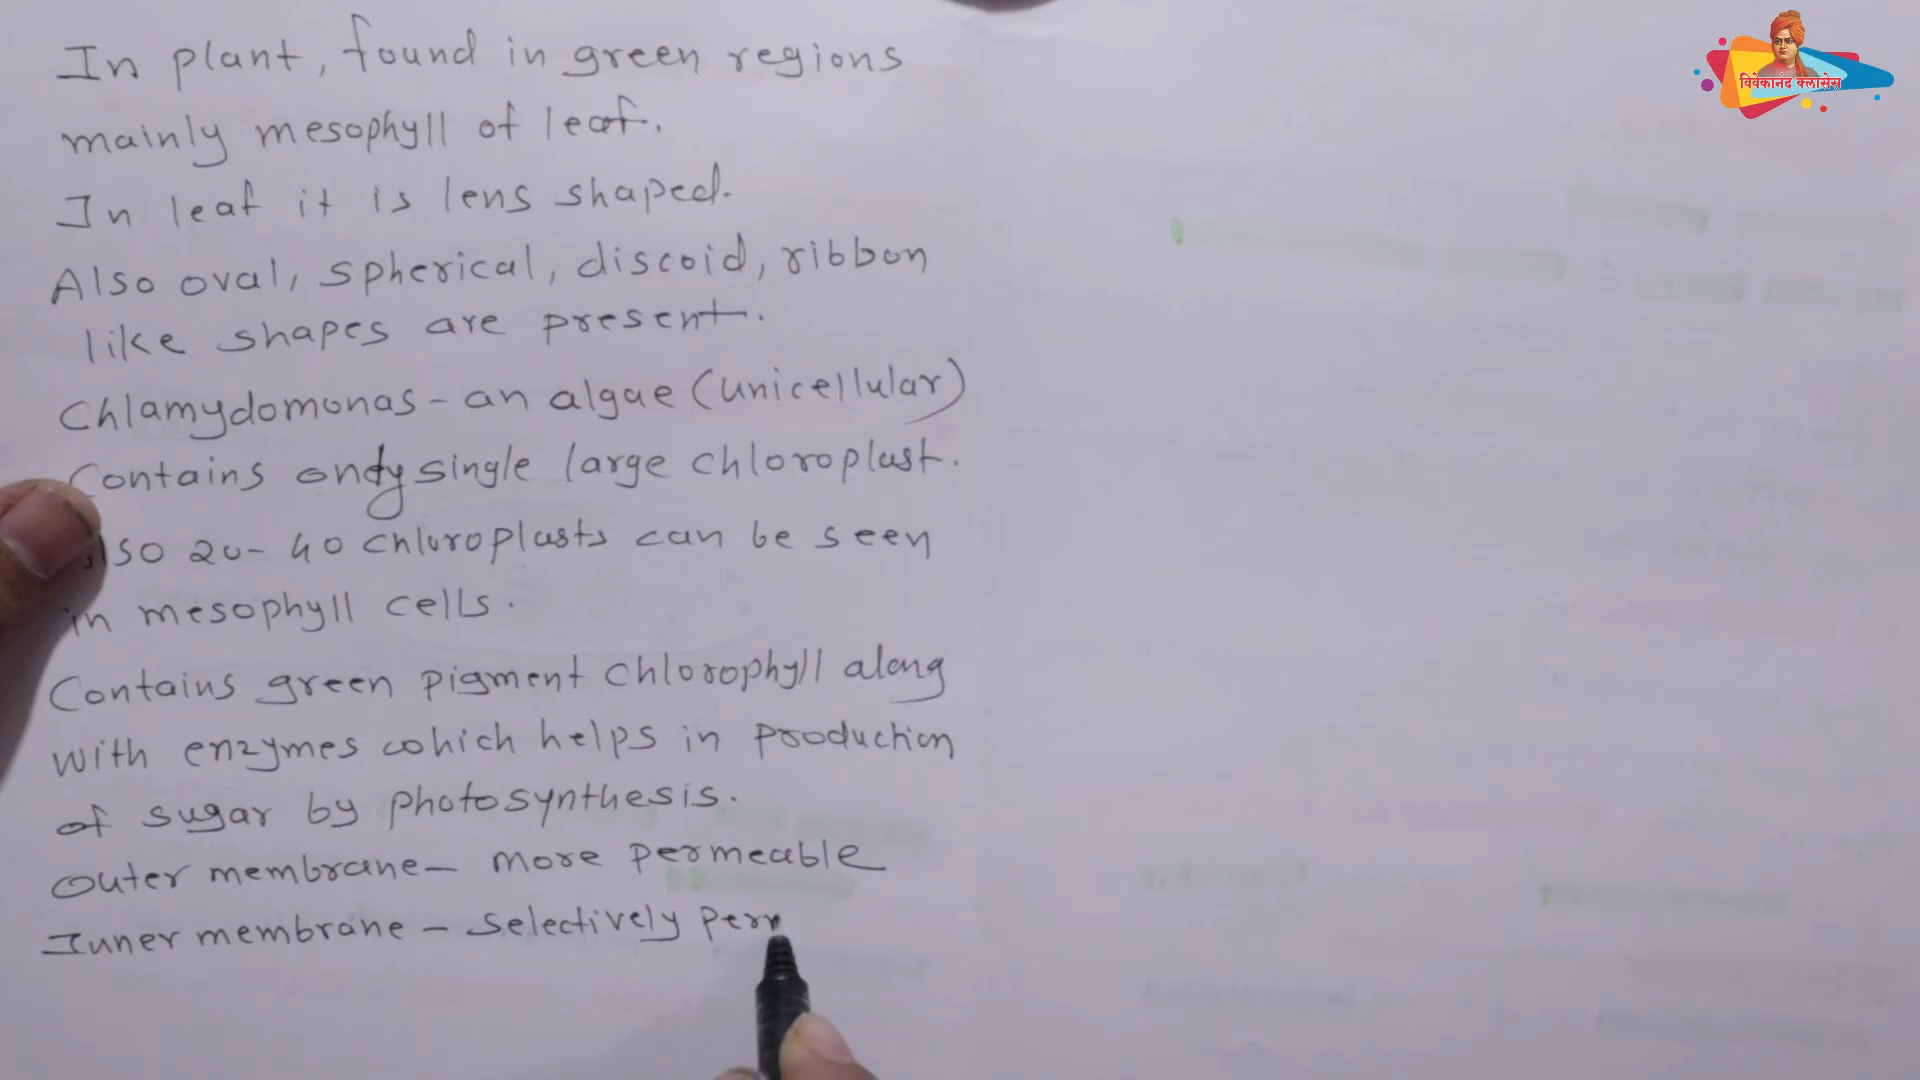 In plant, found in green regions
mainly mesophyll of leaf.
In leaf it is lens shaped.
Also oval, spherical, discoid, ribbon
like shapes are present.
Chlamydomonas - an algae (unicellular)
Contains only single large chloroplast.
Also 20-40 chloroplasts can be seen
in mesophyll cells.
Contains green pigment chlorophyll along
with enzymes which helps in production
of sugar by photosynthesis.
Outer membrane - more permeable
Inner membrane - selectively perm
विवेकानंद क्लासेस